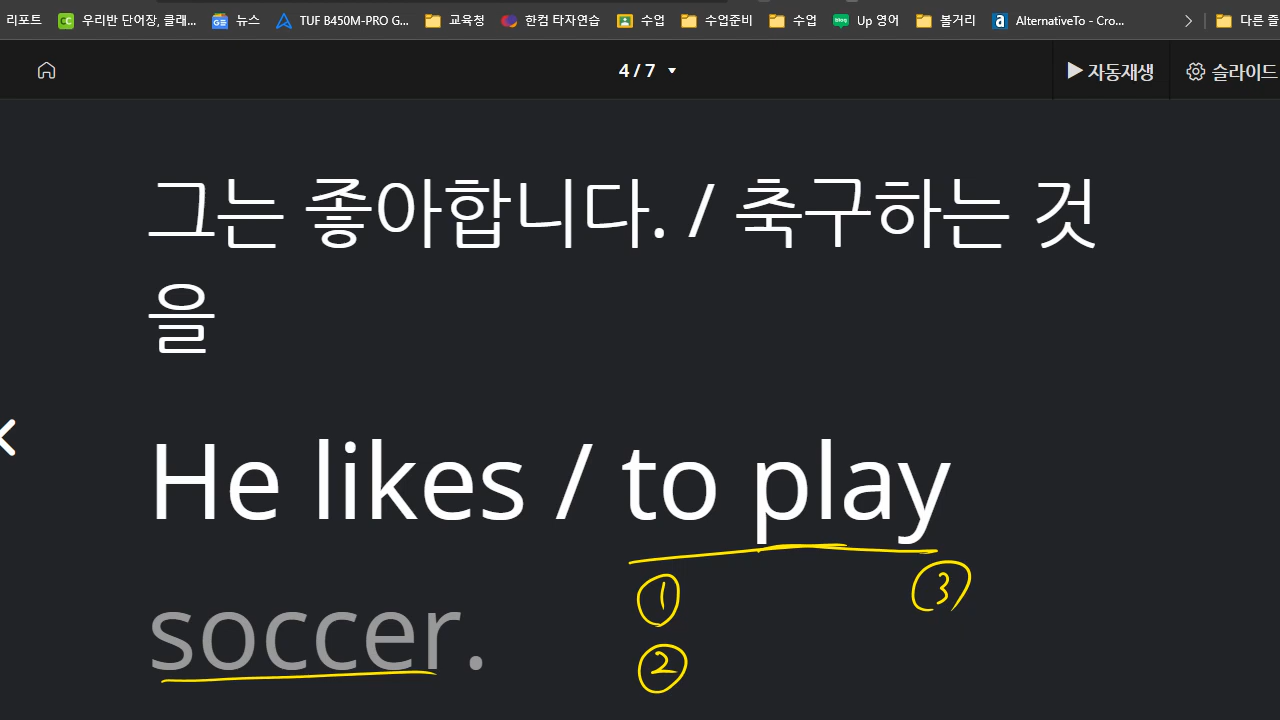 리포트 우리반 단어장, 클래... 뉴스 TUF B450M-PRO G... 교육청 한컴 타자연습 수업 수업준비 수업 Up 영어 볼거리 AlternativeTo - Cro... 다른 즐
4 / 7 자동재생 슬라이드
그는 좋아합니다. / 축구하는 것
을
He likes / to play
① ③
soccer.
②